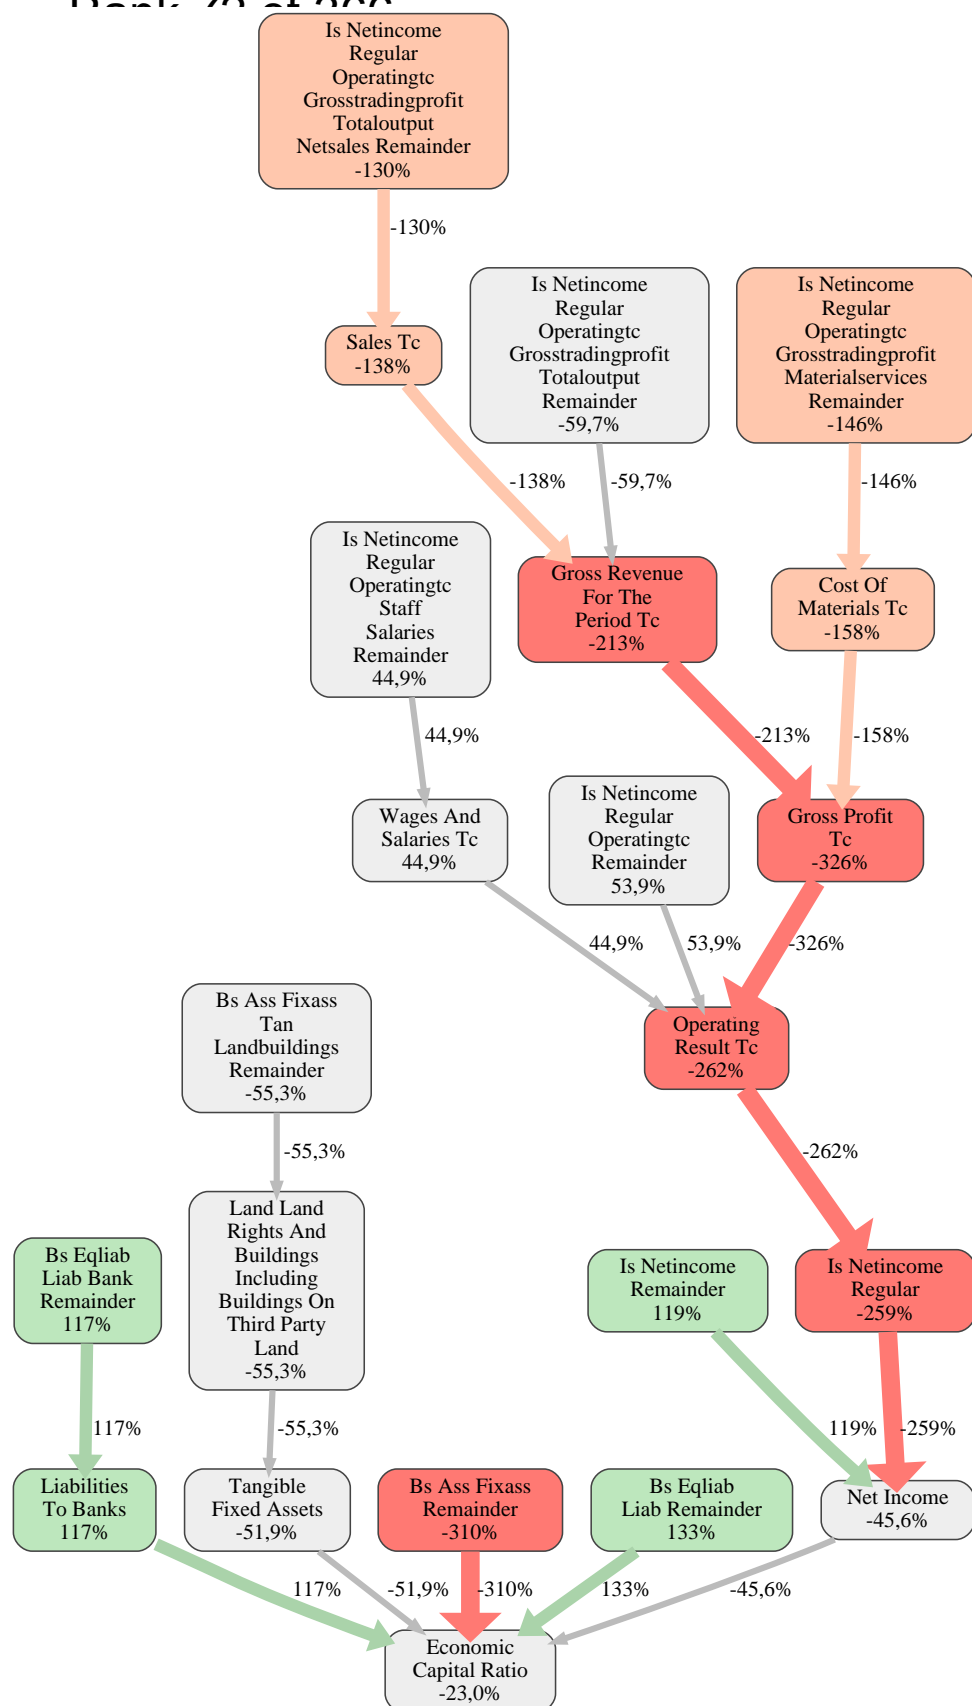 Is Netincome
Regular
Operatingtc
Grosstradingprofit
Totaloutput
Netsales Remainder
-130%
-130%
Sales Tc
-138%
Is Netincome
Regular
Operatingtc
Grosstradingprofit
Totaloutput
Remainder
-59,7%
Is Netincome
Regular
Operatingtc
Grosstradingprofit
Materialservices
Remainder
-146%
-138%
-59,7%
-146%
Is Netincome
Regular
Operatingtc
Staff
Salaries
Remainder
44,9%
Gross Revenue
For The
Period Tc
-213%
Cost Of
Materials Tc
-158%
44,9%
-213%
-158%
Wages And
Salaries Tc
44,9%
Is Netincome
Regular
Operatingtc
Remainder
53,9%
Gross Profit
Tc
-326%
44,9%
53,9%
-326%
Bs Ass Fixass
Tan
Landbuildings
Remainder
-55,3%
Operating
Result Tc
-262%
-55,3%
-262%
Land Land
Rights And
Buildings
Including
Buildings On
Third Party
Land
-55,3%
Bs Eqliab
Liab Bank
Remainder
117%
Is Netincome
Remainder
119%
Is Netincome
Regular
-259%
117%
-55,3%
119%
-259%
Liabilities
To Banks
117%
Tangible
Fixed Assets
-51,9%
Bs Ass Fixass
Remainder
-310%
Bs Eqliab
Liab Remainder
133%
Net Income
-45,6%
117%
-51,9%
-310%
133%
-45,6%
Economic
Capital Ratio
-23,0%